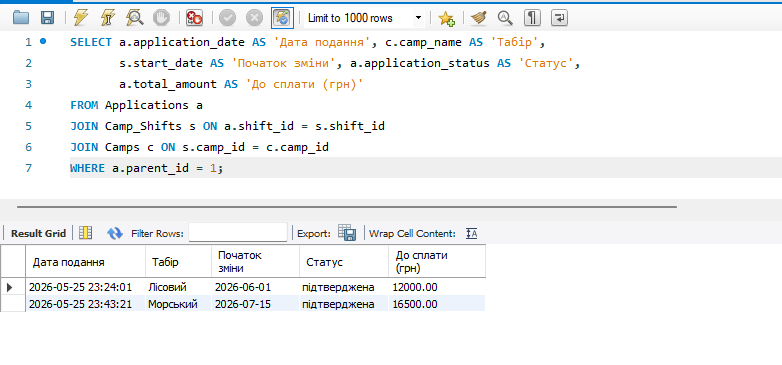 Limit to 1000 rows
1 SELECT a.application_date AS 'Дата подання', c.camp_name AS 'Табір',
2 s.start_date AS 'Початок зміни', a.application_status AS 'Статус',
3 a.total_amount AS 'До сплати (грн)'
4 FROM Applications a
5 JOIN Camp_Shifts s ON a.shift_id = s.shift_id
6 JOIN Camps c ON s.camp_id = c.camp_id
7 WHERE a.parent_id = 1;
Result Grid Filter Rows: Export: Wrap Cell Content: IA
Дата подання Табір Початок зміни Статус До сплати (грн)
2026-05-25 23:24:01 Лісовий 2026-06-01 підтверджена 12000.00
2026-05-25 23:43:21 Морський 2026-07-15 підтверджена 16500.00